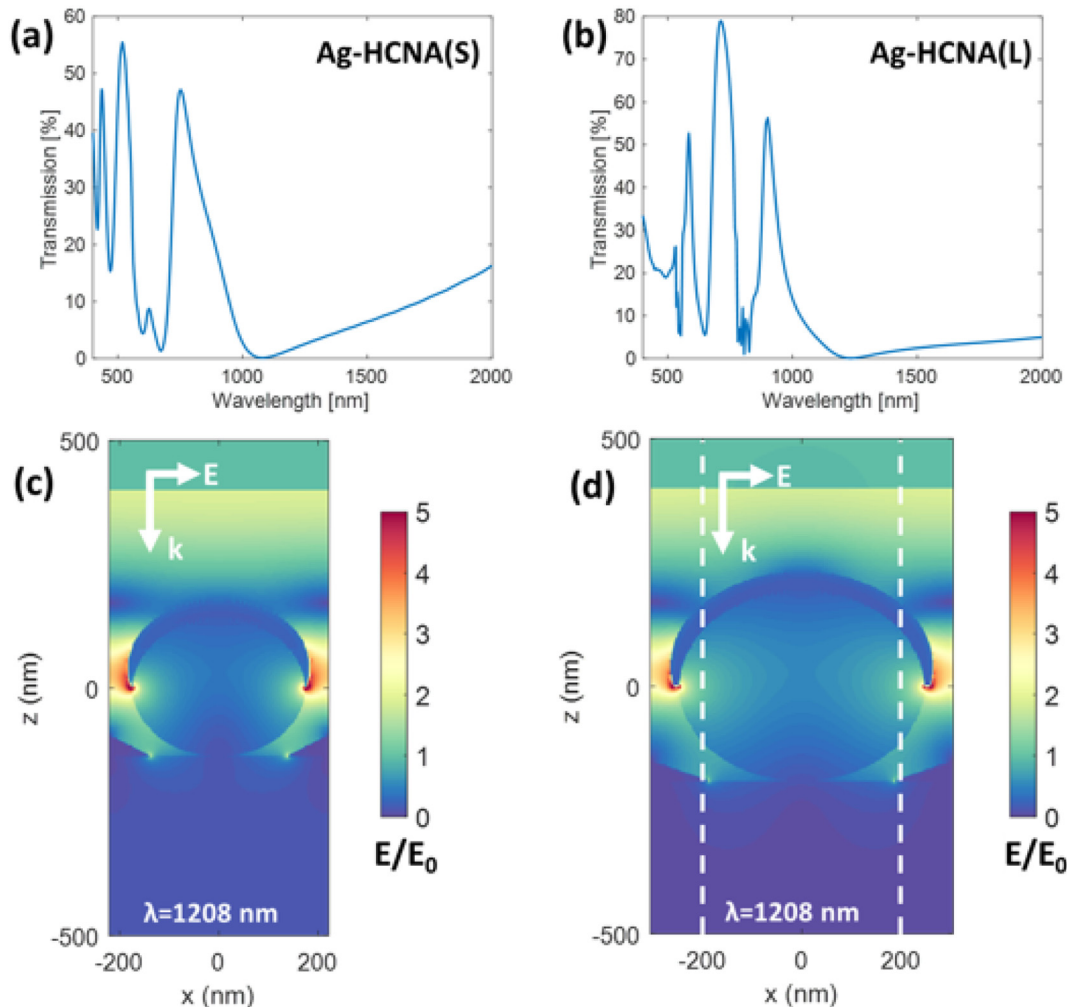 (a)
Ag-HCNA(S)
60
50
40
30
20
10
0
Transmission [%]
500
1000
1500
2000
Wavelength [nm]
(b)
Ag-HCNA(L)
80
70
60
50
40
30
20
10
0
Transmission [%]
500
1000
1500
2000
Wavelength [nm]
(c)
500
0
-500
z (nm)
E
k
λ=1208 nm
-200
0
200
x (nm)
5
4
3
2
1
0
E/E₀
(d)
500
0
-500
z (nm)
E
k
λ=1208 nm
-200
0
200
x (nm)
5
4
3
2
1
0
E/E₀